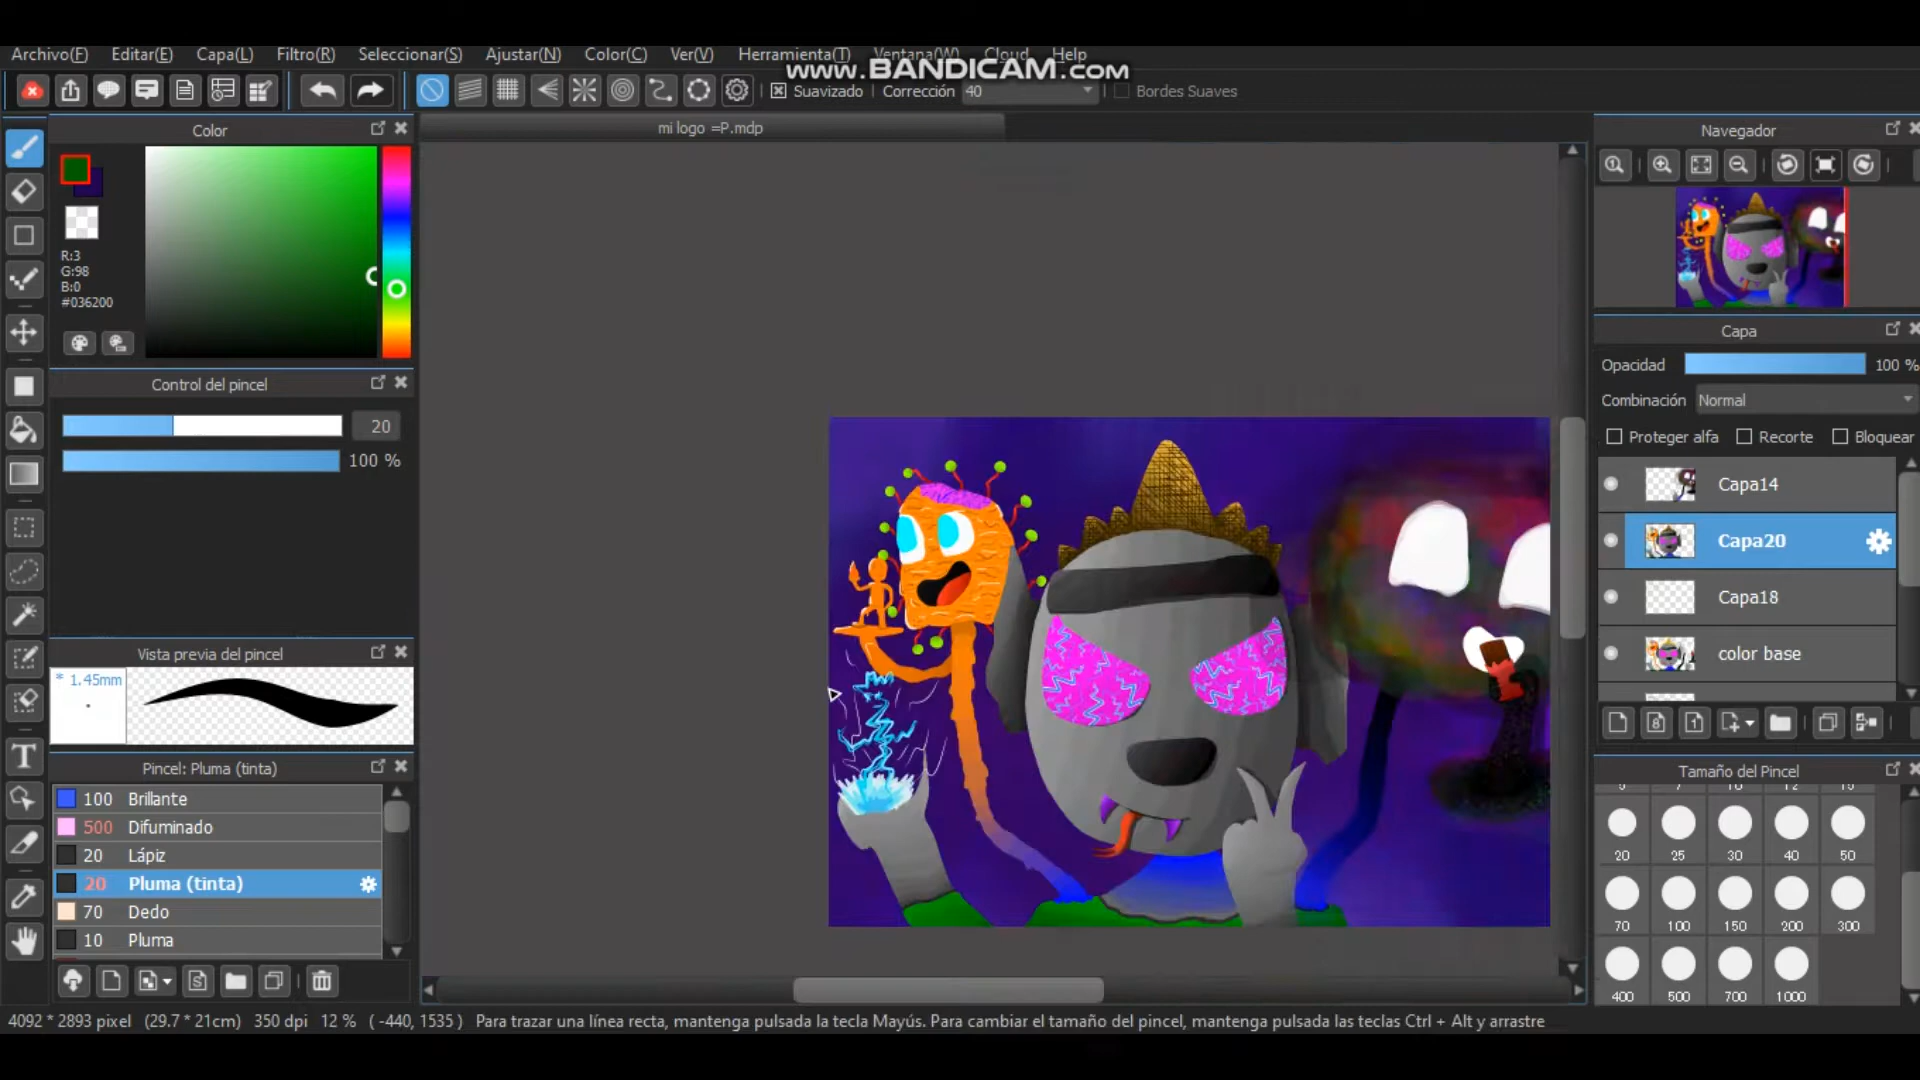 Archivo(F) Editar(E) Capa(L) Filtro(R) Seleccionar(S) Ajustar(N) Color(C) Ver(V) Herramienta(T) Ventana(W) Cloud Help
www.BANDICAM.com
Suavizado Corrección 40 Bordes Suaves
Color
mi logo =P.mdp
Navegador
R:3
G:98
B:0
#036200
Control del pincel
20
100 %
Vista previa del pincel
* 1.45mm
Pincel: Pluma (tinta)
100 Brillante
500 Difuminado
20 Lápiz
20 Pluma (tinta)
70 Dedo
10 Pluma
Capa
Opacidad 100 %
Combinación Normal
Proteger alfa Recorte Bloquear
Capa14
Capa20
Capa18
color base
Tamaño del Pincel
20 25 30 40 50
70 100 150 200 300
400 500 700 1000
4092 * 2893 pixel (29.7 * 21cm) 350 dpi 12 % ( -440, 1535 ) Para trazar una línea recta, mantenga pulsada la tecla Mayús. Para cambiar el tamaño del pincel, mantenga pulsada las teclas Ctrl + Alt y arrastre